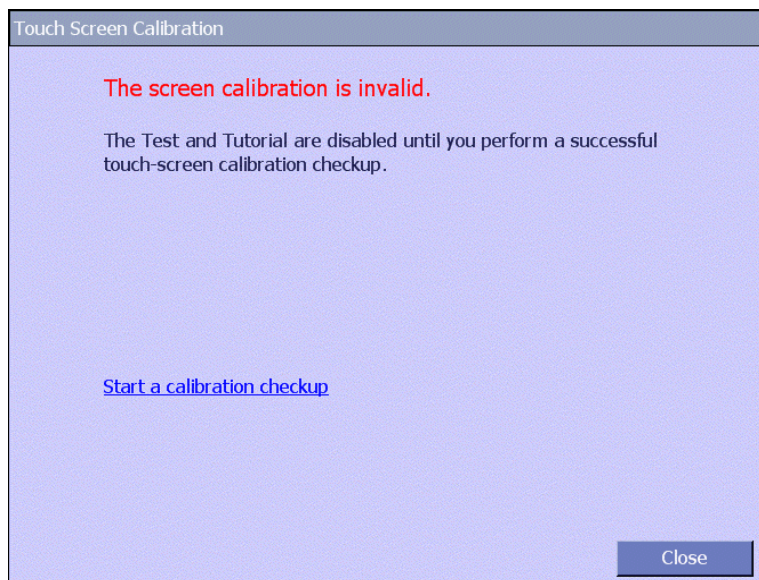 Touch Screen Calibration
The screen calibration is invalid.
The Test and Tutorial are disabled until you perform a successful
touch-screen calibration checkup.
Start a calibration checkup
Close